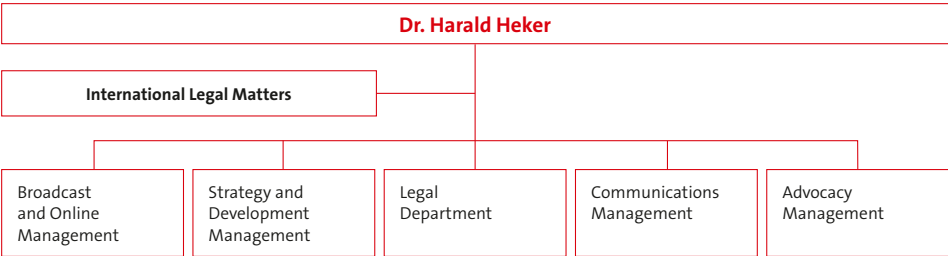 Dr. Harald Heker
International Legal Matters
Broadcast
and Online
Management
Strategy and
Development
Management
Legal
Department
Communications
Management
Advocacy
Management